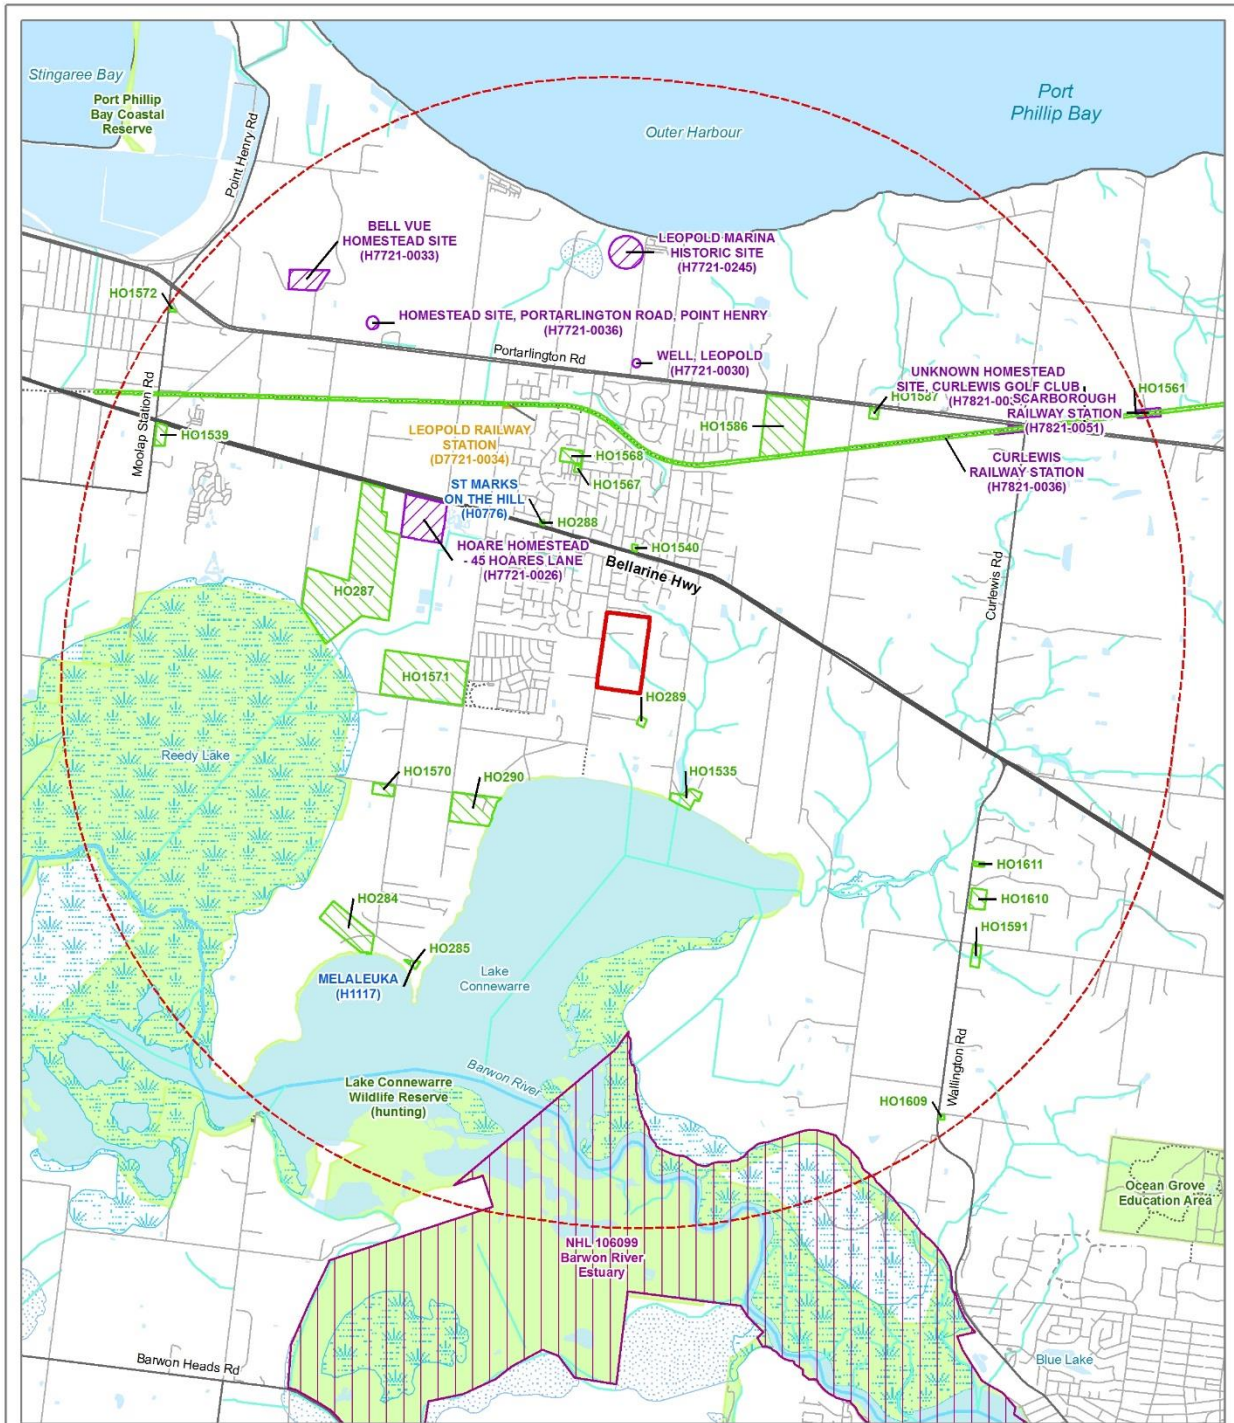 Stingaree Bay
Port Phillip
Bay Coastal
Reserve
Point Henry Rd
Outer Harbour
Port
Phillip Bay
BELL VUE
HOMESTEAD SITE
(H7721-0033)
LEOPOLD MARINA
HISTORIC SITE
(H7721-0245)
HO1572
HOMESTEAD SITE, PORTARLINGTON ROAD, POINT HENRY
(H7721-0036)
Portarlington Rd
WELL, LEOPOLD
(H7721-0030)
UNKNOWN HOMESTEAD
SITE, CURLEWIS GOLF CLUB
SCARBOROUGH
RAILWAY STATION
(H7821-0051)
HO1561
HO1586
Moolap Station Rd
HO1539
LEOPOLD RAILWAY
STATION
(D7721-0034)
HO1568
HO1567
CURLEWIS
RAILWAY STATION
(H7821-0036)
ST MARKS
ON THE HILL
(H0776)
HO288
HO1540
HOARE HOMESTEAD
- 45 HOARES LANE
(H7721-0026)
Bellarine Hwy
Curlewis Rd
HO287
HO1571
HO289
Reedy Lake
HO1570
HO290
HO1535
HO1611
HO1610
HO1591
HO284
HO285
MELALEUKA
(H1117)
Lake
Connewarre
Barwon River
Lake Connewarre
Wildlife Reserve
(hunting)
Wallington Rd
HO1609
Ocean Grove
Education Area
NHL 106099
Barwon River
Estuary
Barwon Heads Rd
Blue Lake